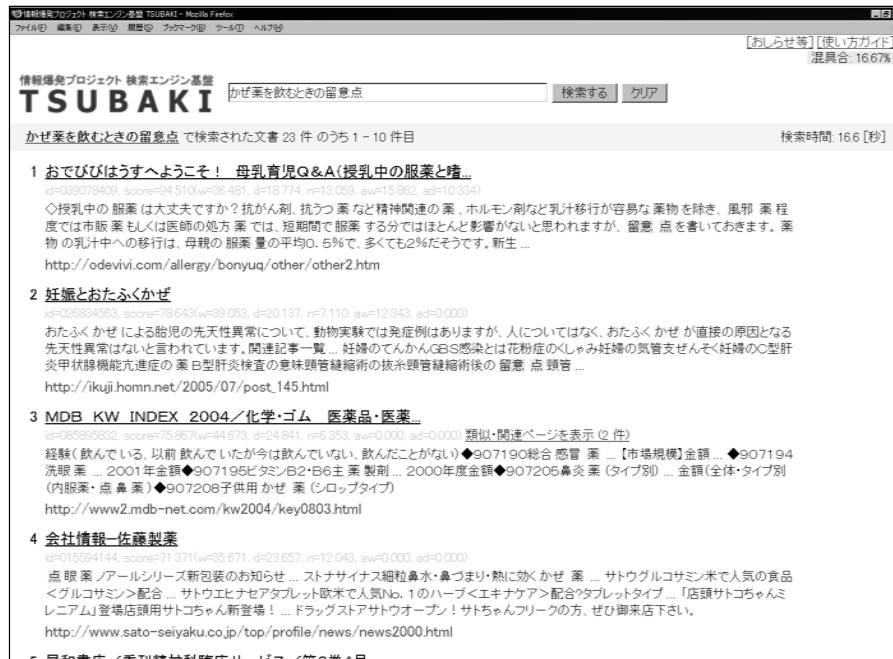 情報爆発プロジェクト 検索エンジン基盤 TSUBAKI - Mozilla Firefox
ファイル(F) 編集(E) 表示(V) 履歴(S) ブックマーク(B) ツール(T) ヘルプ(H)
[おしらせ等] [使い方ガイド]
混具合: 16.67%
情報爆発プロジェクト 検索エンジン基盤
TSUBAKI
かぜ薬を飲むときの留意点 検索する クリア
かぜ薬を飲むときの留意点 で検索された文書 23 件 のうち 1 - 10 件目 検索時間: 16.6 [秒]
1 おでびびはうすへようこそ! 母乳育児Q&A(授乳中の服薬と嗜...
id=039078409, score=94.510(w=36.481, d=18.774, n=13.059, aw=15.862, ad=10.334)
◇授乳中の 服薬 は大丈夫ですか?抗がん剤、抗うつ 薬 など精神関連の 薬 、ホルモン剤など乳汁移行が容易な 薬物 を除き、風邪 薬 程
度では市販 薬 もしくは医師の処方 薬 では、短期間で服薬 する分ではほとんど影響がないと思われますが、留意 点 を書いておきます。 薬
物 の乳汁中への移行は、母親の 服薬 量の平均0. 5%で、多くても2%だそうです。新生 ...
http://odevivi.com/allergy/bonyuq/other/other2.htm
2 妊娠とおたふくかぜ
id=026834563, score=78.643(w=39.053, d=20.137, n=7.110, aw=12.343, ad=0.000)
おたふく かぜ による胎児の先天性異常について、動物実験では発症例はありますが、人についてはなく、おたふく かぜ が直接の原因となる
先天性異常はないと言われています。関連記事一覧 ... 妊婦のてんかんGBS感染とは花粉症のくしゃみ妊婦の気管支ぜんそく妊婦のC型肝
炎甲状腺機能亢進症の 薬 B型肝炎検査の意味頸管縫縮術の抜糸頸管縫縮術後の 留意 点 頸管 ...
http://ikuji.homn.net/2005/07/post_145.html
3 MDB KW INDEX 2004/化学・ゴム 医薬品・医薬...
id=085895832, score=75.867(w=44.673, d=24.841, n=6.353, aw=0.000, ad=0.000) 類似・関連ページを表示 (2 件)
経験( 飲んで いる、以前 飲んで いたが今は飲んでいない、飲んだことがない)◆907190総合 感冒 薬 ... 【市場規模】金額 ... ◆907194
洗眼 薬 ... 2001年金額◆907195ビタミンB2・B6主 薬 製剤 ... 2000年度金額◆907205鼻炎 薬 (タイプ別) ... 金額(全体・タイプ別
(内服薬・ 点 鼻 薬 )◆907208子供用 かぜ 薬 (シロップタイプ)
http://www2.mdb-net.com/kw2004/key0803.html
4 会社情報—佐藤製薬
id=015594144, score=71.371(w=35.671, d=23.657, n=12.043, aw=0.000, ad=0.000)
点 眼 薬 ノアールシリーズ新包装のお知らせ ... ストナサイナス細粒鼻水・鼻づまり・熱に効く かぜ 薬 ... サトウグルコサミン米で人気の食品
<グルコサミン>配合 ... サトウエヒナセアタブレット欧米で人気No. 1のハーブ<エキナケア>配合?タブレットタイプ ... 「店頭サトコちゃんミ
レニアム」登場店頭用サトコちゃん新登場! ... ドラッグストアサトウオープン!サトちゃんフリークの方、ぜひ御来店下さい。
http://www.sato-seiyaku.co.jp/top/profile/news/news2000.html